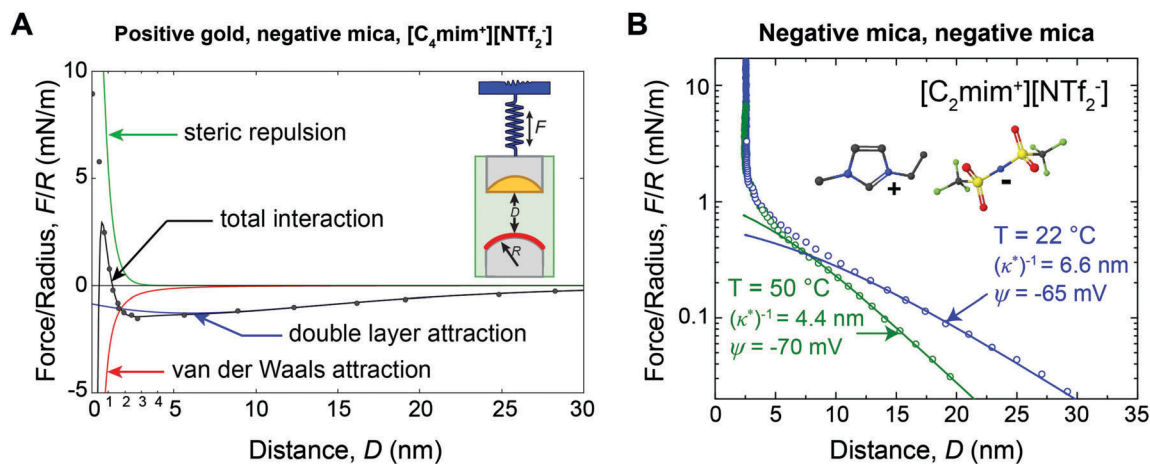 A
Positive gold, negative mica, [C₄mim⁺][NTf₂⁻]
Force/Radius, F/R (mN/m)
10
5
0
-5
steric repulsion
total interaction
double layer attraction
van der Waals attraction
F
D
R
0 1 2 3 4 5 10 15 20 25 30
Distance, D (nm)
B
Negative mica, negative mica
Force/Radius, F/R (mN/m)
10
1
0.1
[C₂mim⁺][NTf₂⁻]
+
-
T = 22 °C
(κ*)⁻¹ = 6.6 nm
ψ = -65 mV
T = 50 °C
(κ*)⁻¹ = 4.4 nm
ψ = -70 mV
0 5 10 15 20 25 30 35
Distance, D (nm)